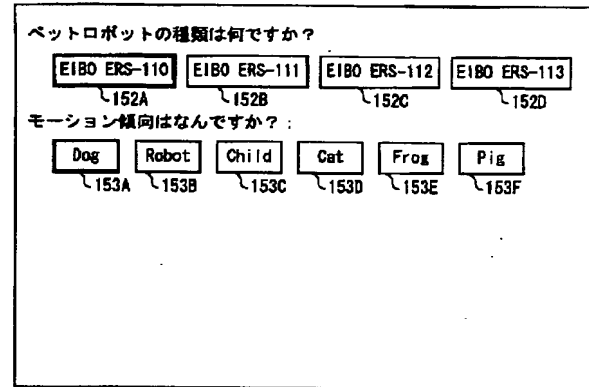 ペットロボットの種類は何ですか？
EIBO ERS-110 EIBO ERS-111 EIBO ERS-112 EIBO ERS-113
152A 152B 152C 152D
モーション傾向はなんですか？：
Dog Robot Child Cat Frog Pig
153A 153B 153C 153D 153E 153F